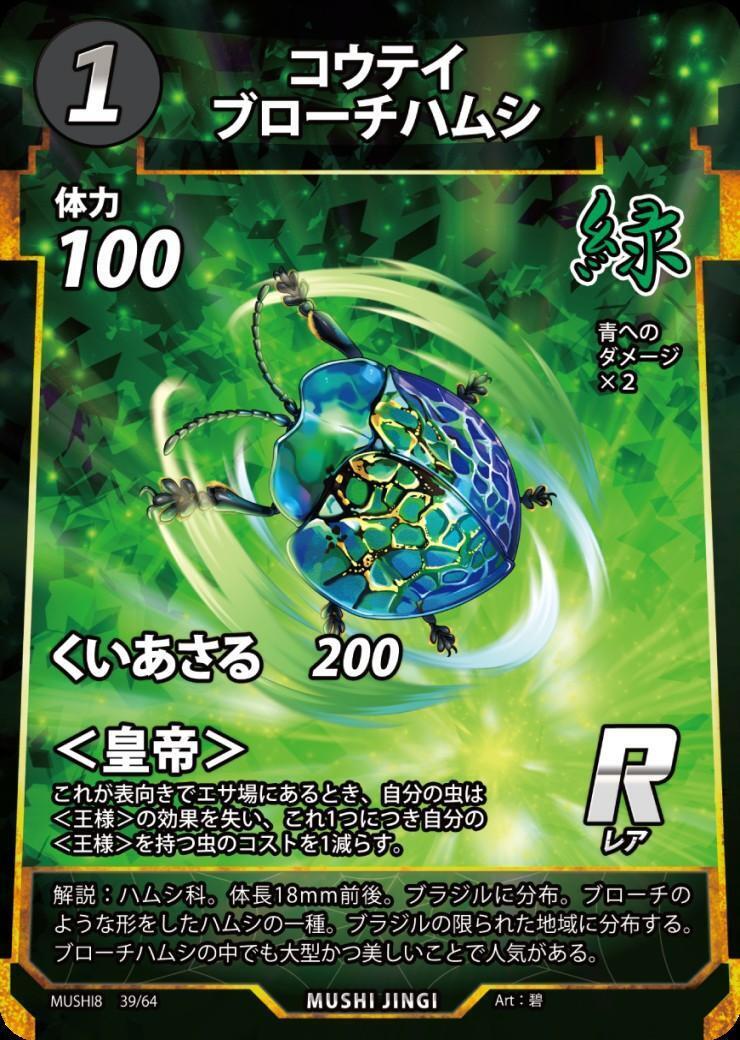 1
コウテイ
ブローチハムシ
体力
100
緑
青への
ダメージ
×2
くいあさる 200
＜皇帝＞
これが表向きでエサ場にあるとき、自分の虫は
＜王様＞の効果を失い、これ1つにつき自分の
＜王様＞を持つ虫のコストを1減らす。
R
レア
解説：ハムシ科。体長18mm前後。ブラジルに分布。ブローチの
ような形をしたハムシの一種。ブラジルの限られた地域に分布する。
ブローチハムシの中でも大型かつ美しいことで人気がある。
MUSHI8 39/64
MUSHI JINGI
Art：碧